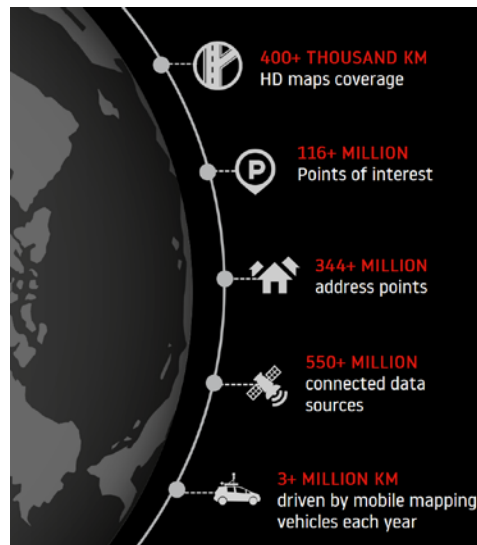 400+ THOUSAND KM
HD maps coverage
P
116+ MILLION
Points of interest
344+ MILLION
address points
550+ MILLION
connected data
sources
3+ MILLION KM
driven by mobile mapping
vehicles each year